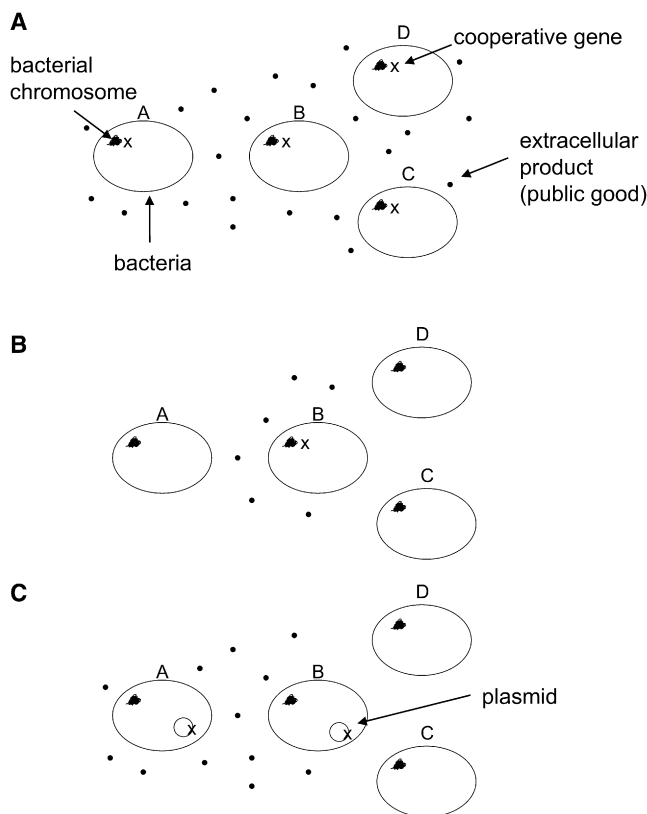 A
D
cooperative gene
bacterial
chromosome
A
B
x
x
x
extracellular
product
(public good)
C
x
bacteria
B
D
A
B
x
C
C
D
A
B
plasmid
x
x
C